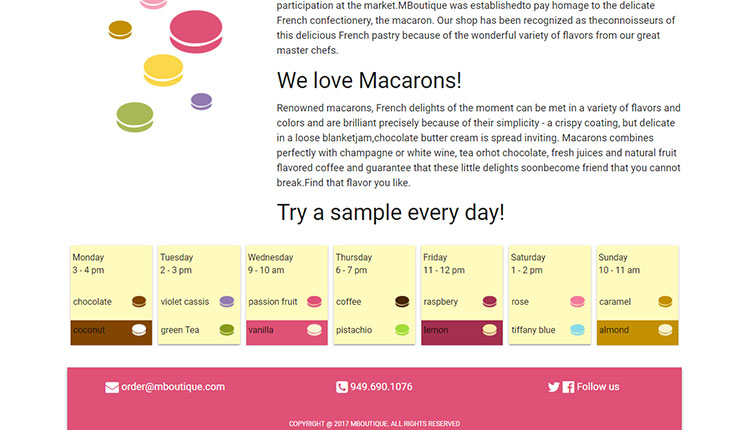 participation at the market.MBoutique was establishedto pay homage to the delicate
French confectionery, the macaron. Our shop has been recognized as theconnoisseurs of
this delicious French pastry because of the wonderful variety of flavors from our great
master chefs.
We love Macarons!
Renowned macarons, French delights of the moment can be met in a variety of flavors and
colors and are brilliant precisely because of their simplicity - a crispy coating, but delicate
in a loose blanketjam,chocolate butter cream is spread inviting. Macarons combines
perfectly with champagne or white wine, tea orhot chocolate, fresh juices and natural fruit
flavored coffee and guarantee that these little delights soonbecome friend that you cannot
break.Find that flavor you like.
Try a sample every day!
Monday
3 - 4 pm
chocolate
coconut
Tuesday
2 - 3 pm
violet cassis
green Tea
Wednesday
9 - 10 am
passion fruit
vanilla
Thursday
6 - 7 pm
coffee
pistachio
Friday
11 - 12 pm
raspbery
lemon
Saturday
1 - 2 pm
rose
tiffany blue
Sunday
10 - 11 am
caramel
almond
order@mboutique.com
949.690.1076
Follow us
COPYRIGHT @ 2017 MBOUTIQUE. ALL RIGHTS RESERVED